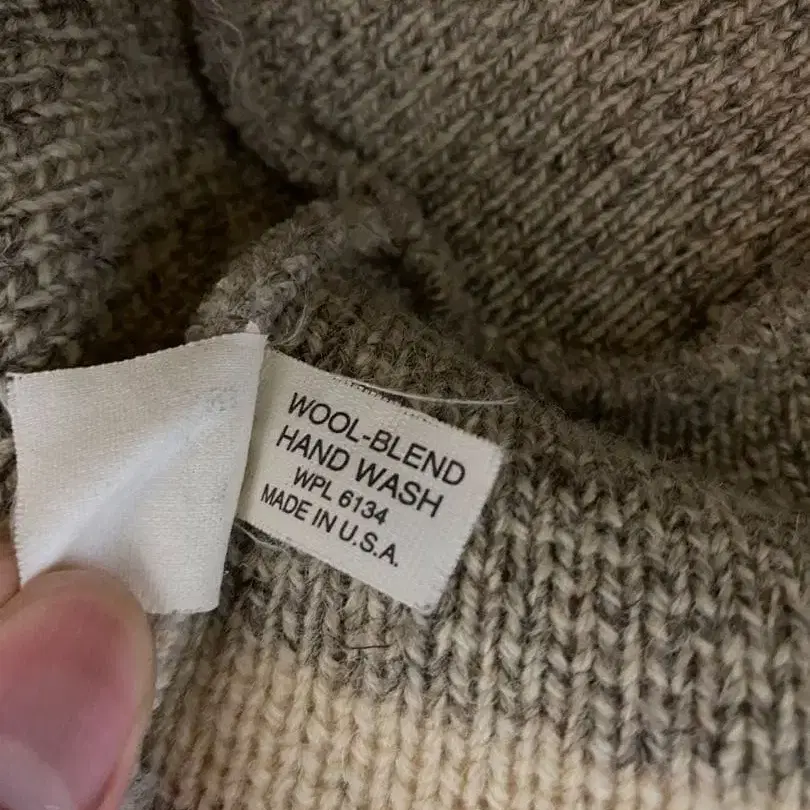 WOOL-BLEND
HAND WASH
WPL 6134
MADE IN U.S.A.